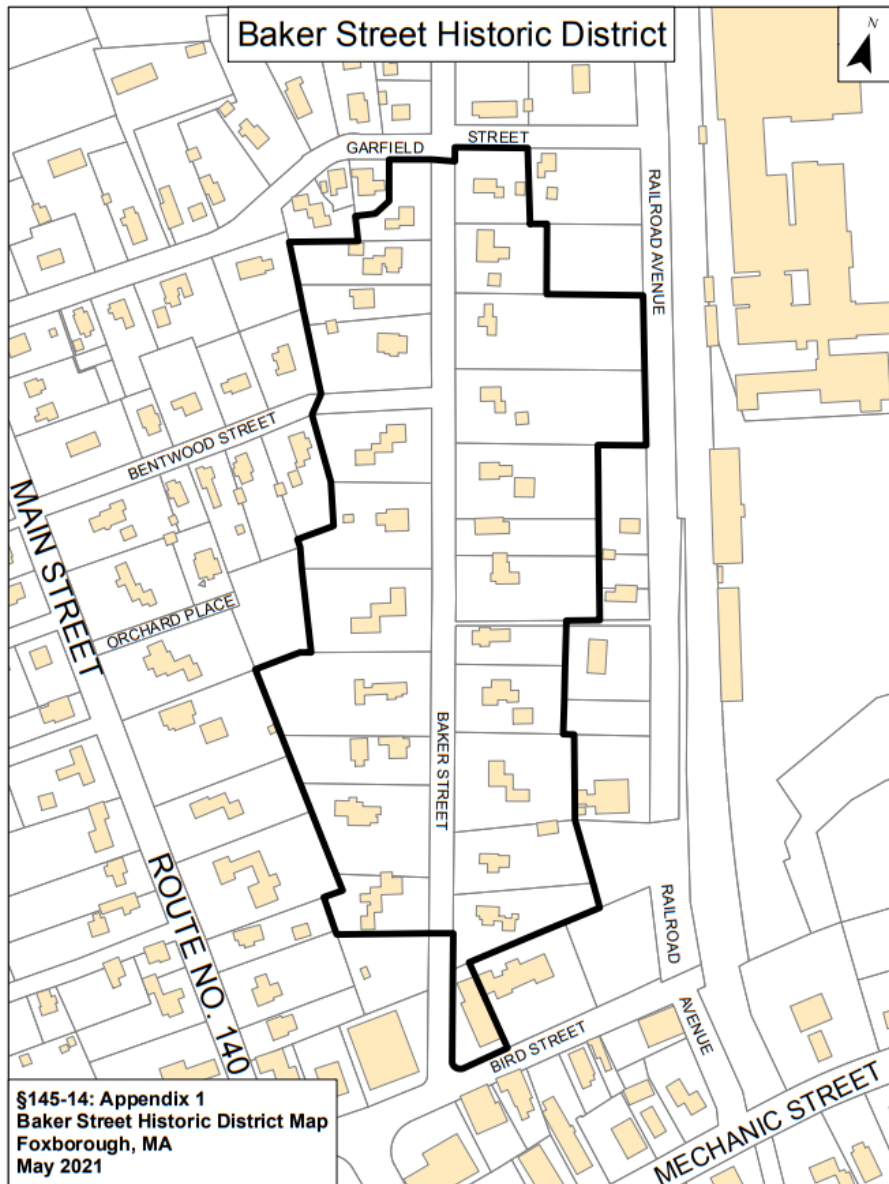 Baker Street Historic District
N
GARFIELD STREET
RAILROAD AVENUE
BENTWOOD STREET
MAIN STREET
ORCHARD PLACE
BAKER STREET
ROUTE NO. 140
RAILROAD AVENUE
BIRD STREET
MECHANIC STREET
§145-14: Appendix 1
Baker Street Historic District Map
Foxborough, MA
May 2021